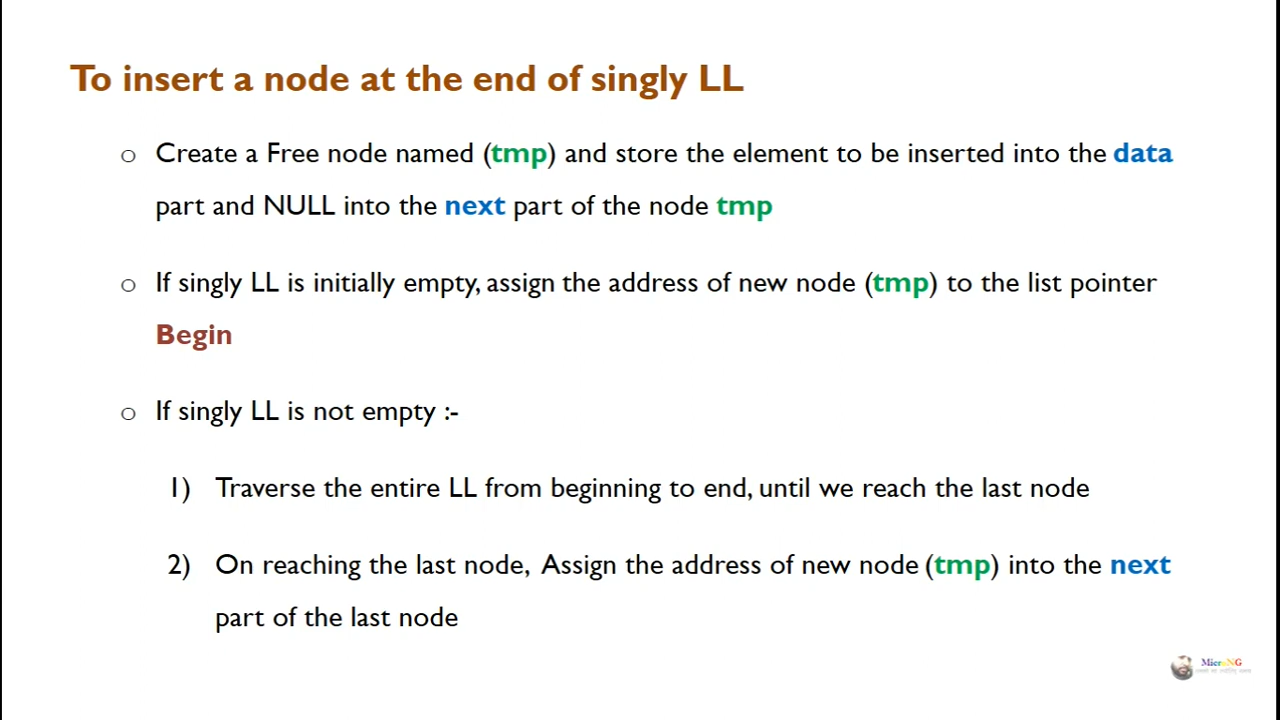 To insert a node at the end of singly LL
o Create a Free node named (tmp) and store the element to be inserted into the data
part and NULL into the next part of the node tmp
o If singly LL is initially empty, assign the address of new node (tmp) to the list pointer
Begin
o If singly LL is not empty :-
1) Traverse the entire LL from beginning to end, until we reach the last node
2) On reaching the last node, Assign the address of new node (tmp) into the next
part of the last node
MicroNG